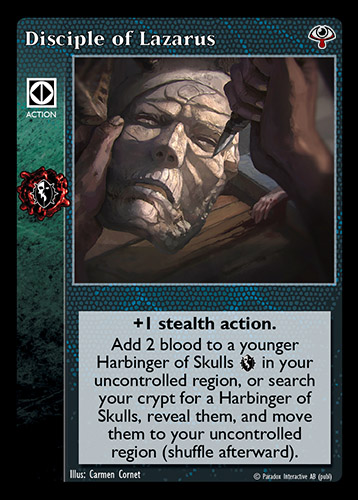 Disciple of Lazarus
ACTION
+1 stealth action.
Add 2 blood to a younger
Harbinger of Skulls in your
uncontrolled region, or search
your crypt for a Harbinger of
Skulls, reveal them, and move
them to your uncontrolled
region (shuffle afterward).
Illus: Carmen Cornet
© Paradox Interactive AB (publ)